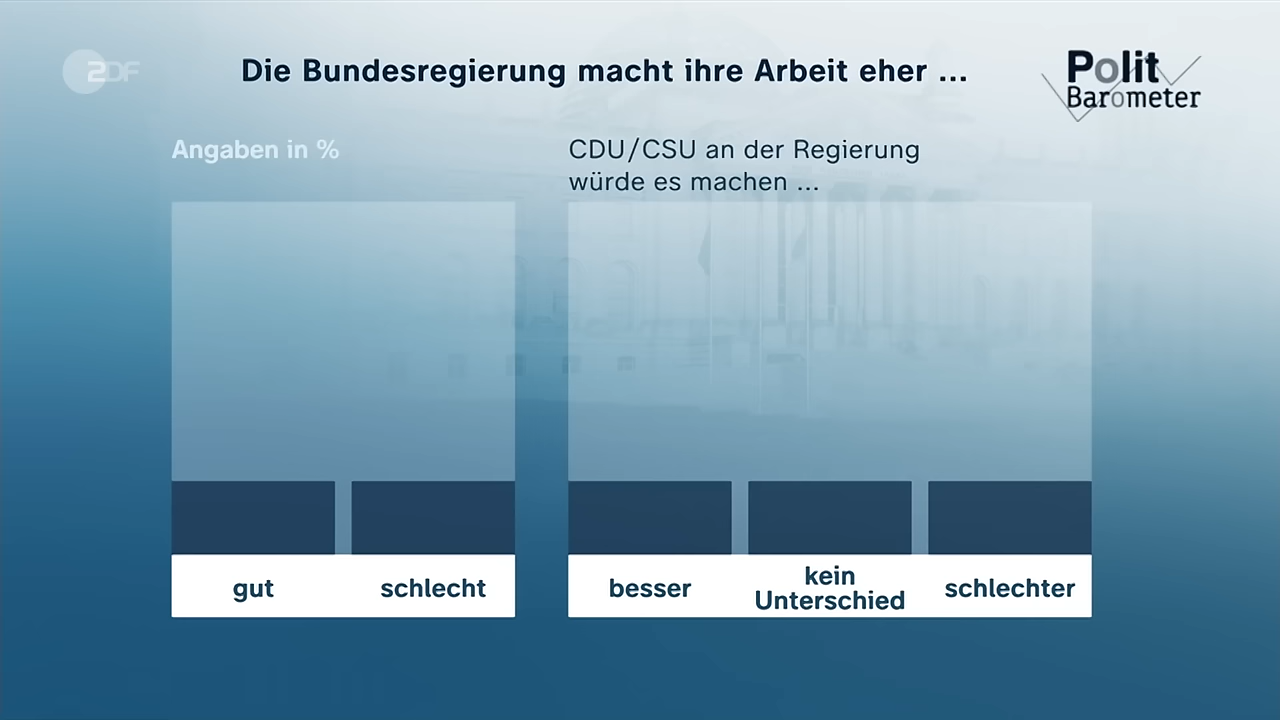 ZDF
Die Bundesregierung macht ihre Arbeit eher ...
Polit
Barometer
Angaben in %
CDU/CSU an der Regierung
würde es machen ...
gut
schlecht
besser
kein
Unterschied
schlechter